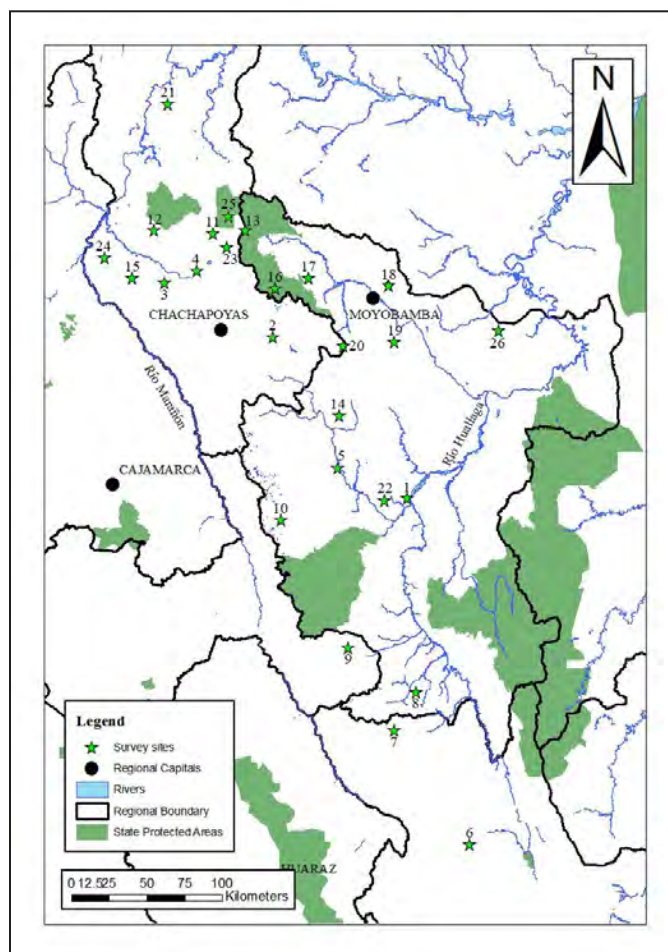 N
21
25
12
11
13
23
24
4
15
3
16
17
18
CHACHAPOYAS
MOYOBAMBA
2
20
19
26
Río Marañón
14
Río Huallaga
5
CAJAMARCA
22
1
10
9
8
7
6
Legend
Survey sites
Regional Capitals
Rivers
Regional Boundary
State Protected Areas
HUARAZ
0 12.525 50 75 100
Kilometers